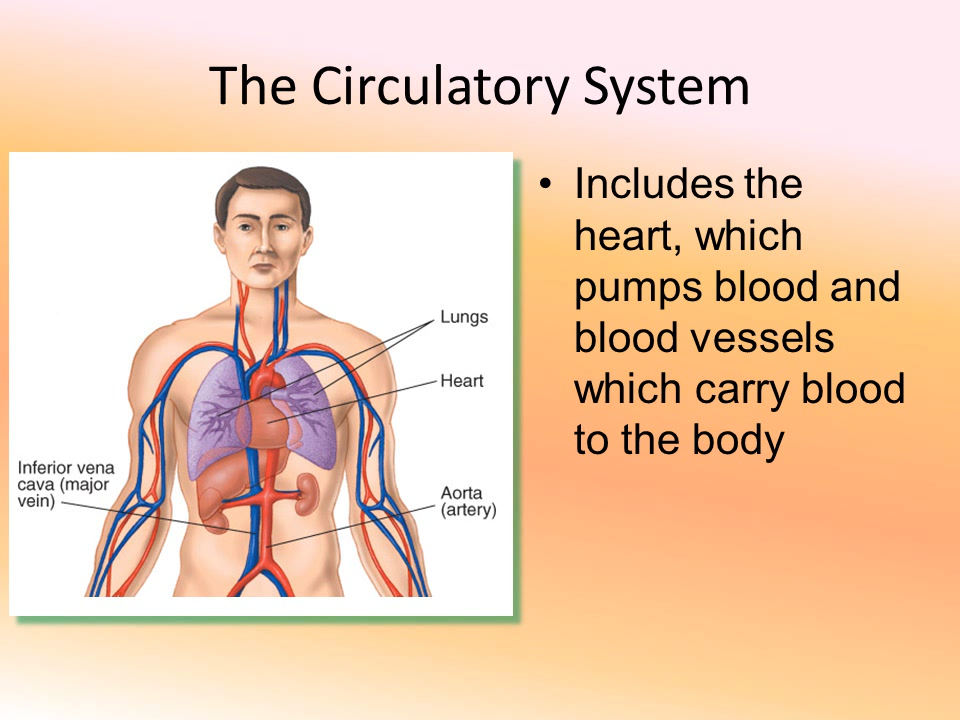 The Circulatory System
• Includes the
heart, which
pumps blood and
blood vessels
which carry blood
to the body
Lungs
Heart
Inferior vena
cava (major
vein)
Aorta
(artery)